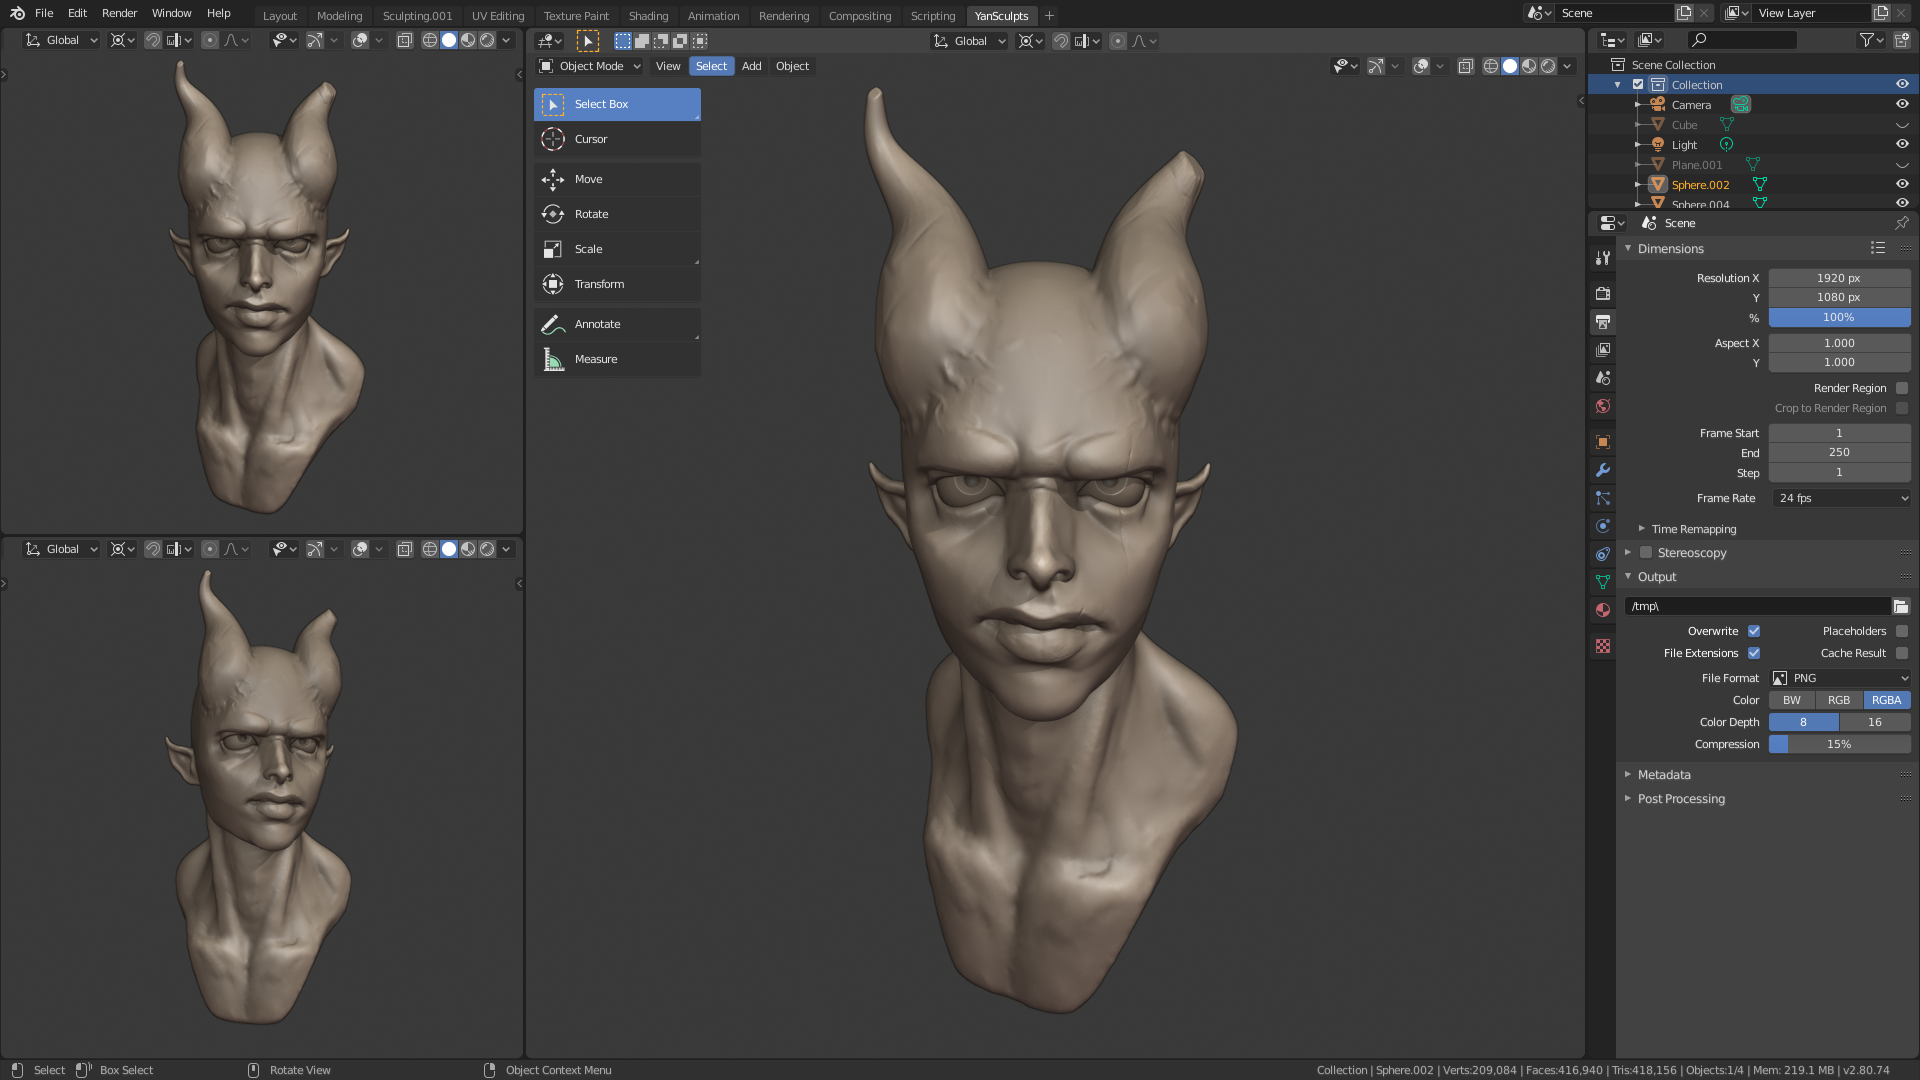 File Edit Render Window Help Layout Modeling Sculpting.001 UV Editing Texture Paint Shading Animation Rendering Compositing Scripting YanSculpts + Scene View Layer
Global
Global
Object Mode View Select Add Object
Select Box
Cursor
Move
Rotate
Scale
Transform
Annotate
Measure
Global
Scene Collection
Collection
Camera
Cube
Light
Plane.001
Sphere.002
Sphere.004
Scene
Dimensions
Resolution X 1920 px
Y 1080 px
% 100%
Aspect X 1.000
Y 1.000
Render Region
Crop to Render Region
Frame Start 1
End 250
Step 1
Frame Rate 24 fps
Time Remapping
Stereoscopy
Output
/tmp\
Overwrite Placeholders
File Extensions Cache Result
File Format PNG
Color BW RGB RGBA
Color Depth 8 16
Compression 15%
Metadata
Post Processing
Select Box Select Rotate View Object Context Menu Collection | Sphere.002 | Verts:209,084 | Faces:416,940 | Tris:418,156 | Objects:1/4 | Mem: 219.1 MB | v2.80.74